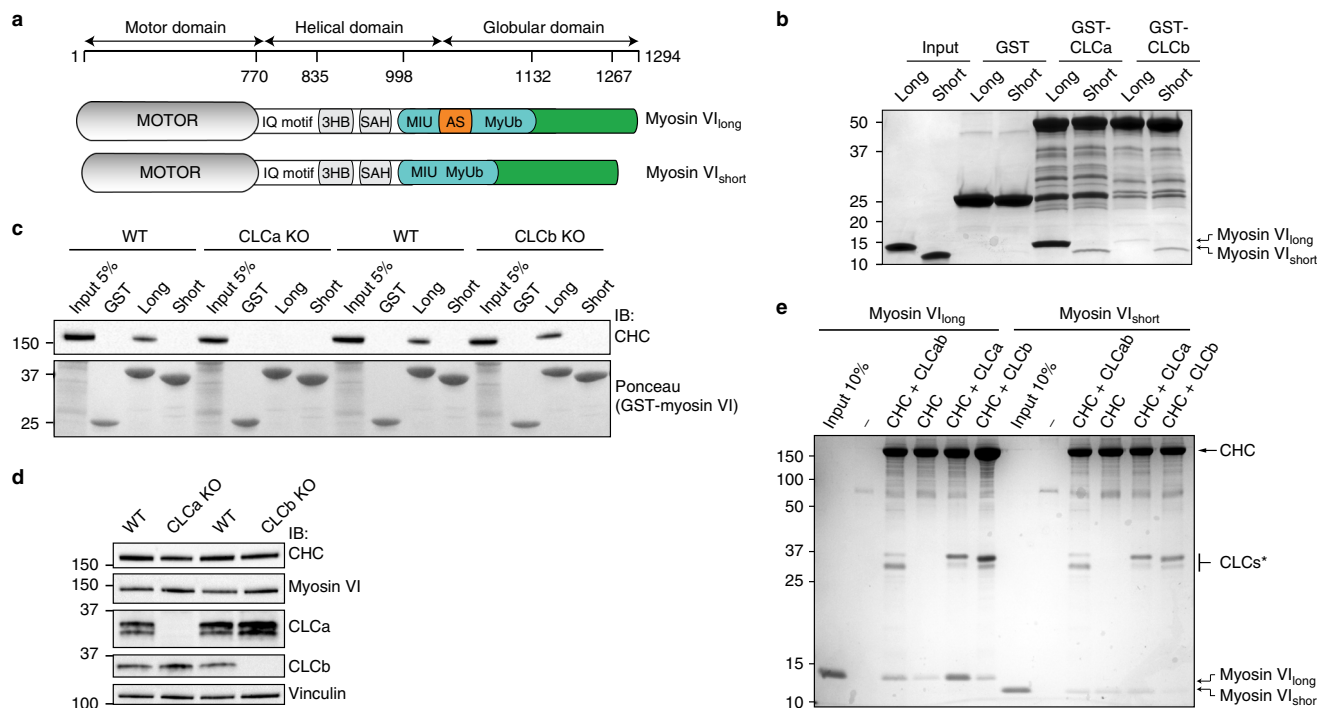 a
Motor domain Helical domain Globular domain
1 770 835 998 1132 1267 1294
MOTOR IQ motif 3HB SAH MIU AS MyUb Myosin VIlong
MOTOR IQ motif 3HB SAH MIU MyUb Myosin VIshort
b
Input GST GST-CLCa GST-CLCb
Long Short Long Short Long Short Long Short
50
37
25
20
15
10
Myosin VIlong
Myosin VIshort
c
WT CLCa KO WT CLCb KO
Input 5% GST Long Short Input 5% GST Long Short Input 5% GST Long Short Input 5% GST Long Short
IB:
150 CHC
37
25
Ponceau
(GST-myosin VI)
d
WT CLCa KO WT CLCb KO
IB:
150 CHC
150 Myosin VI
37 CLCa
37 CLCb
100 Vinculin
e
Myosin VIlong Myosin VIshort
Input 10% – CHC + CLCab CHC CHC + CLCa CHC + CLCb Input 10% – CHC + CLCab CHC CHC + CLCa CHC + CLCb
150 CHC
100
50
37
CLCs*
25
15
Myosin VIlong
10 Myosin VIshor